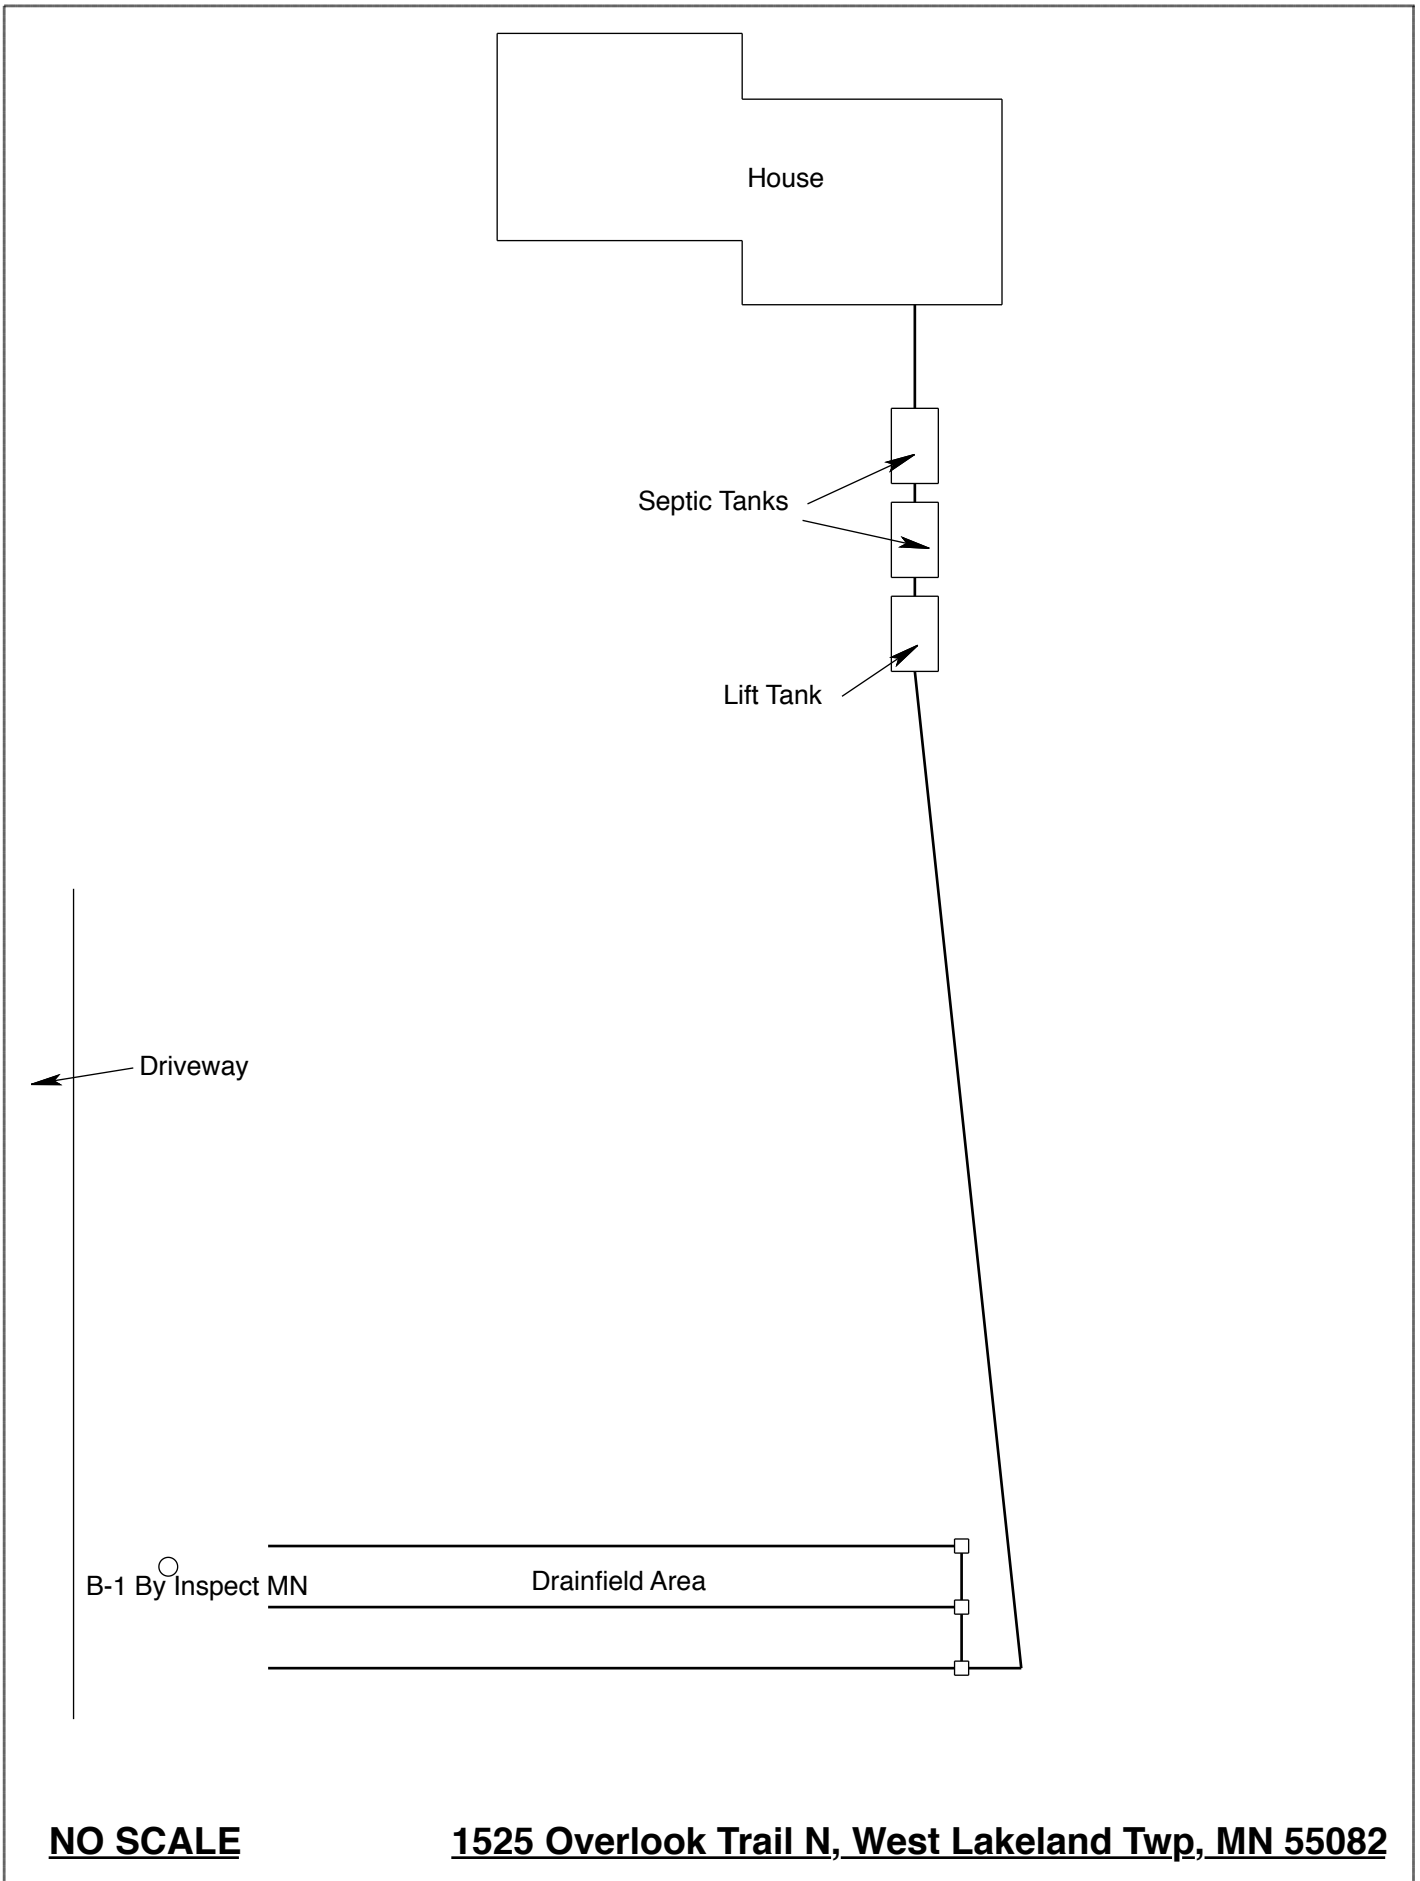 House
Septic Tanks
Lift Tank
Driveway
B-1 By Inspect MN
Drainfield Area
NO SCALE
1525 Overlook Trail N, West Lakeland Twp, MN 55082